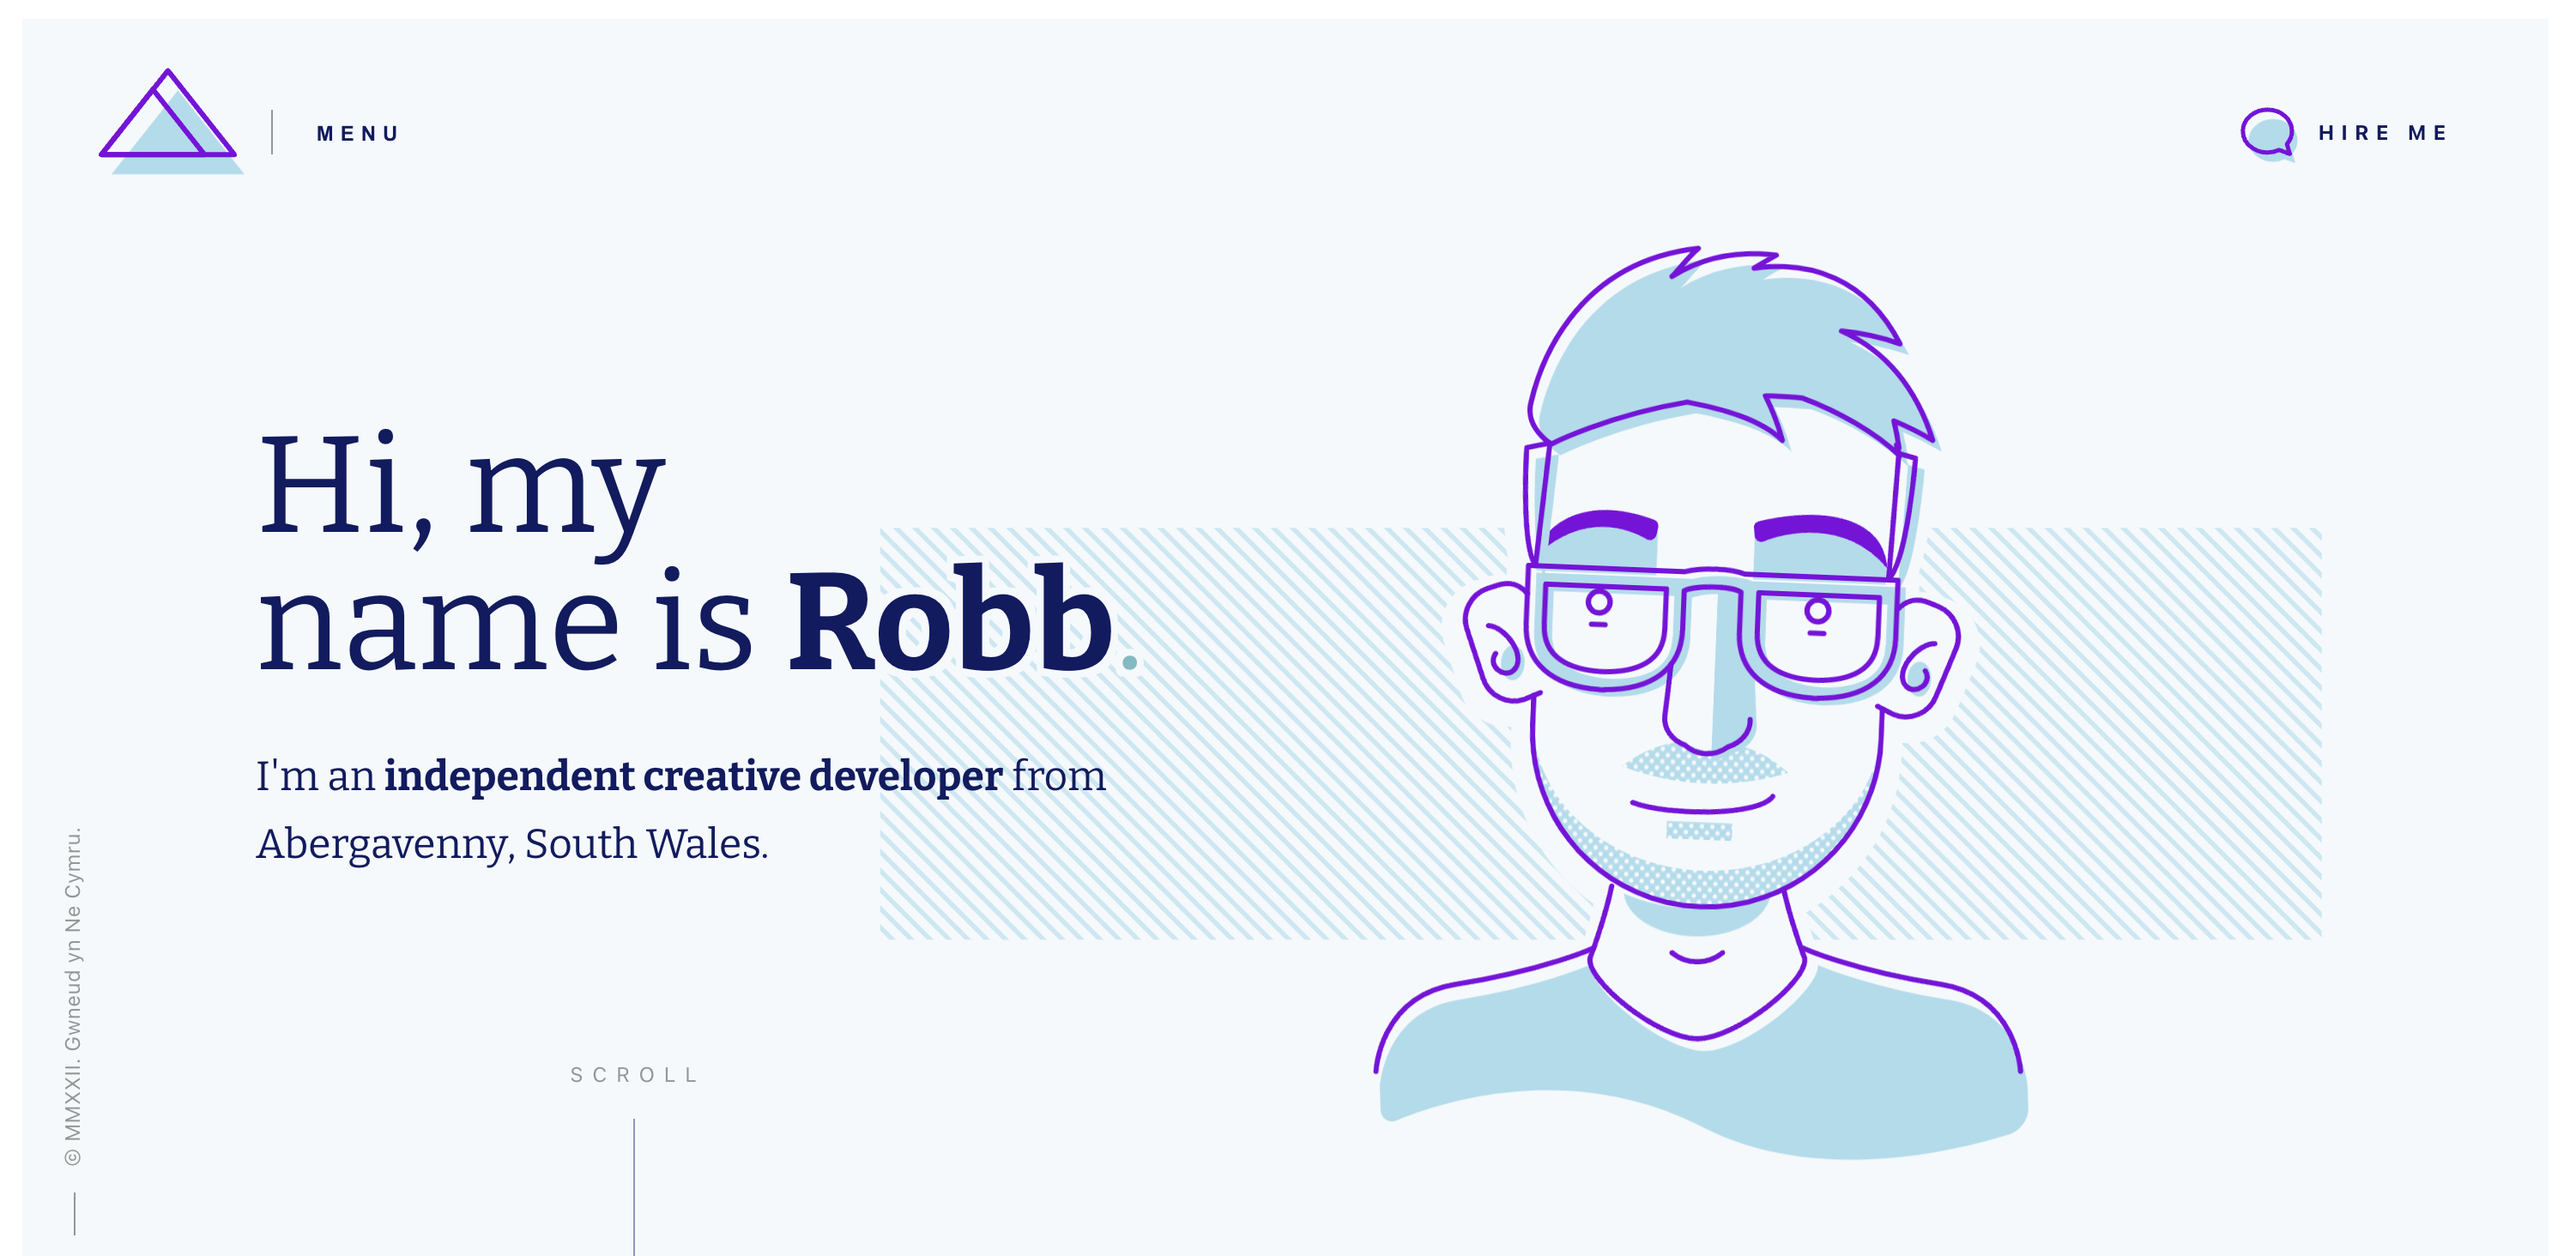 MENU
HIRE ME
Hi, my
name is Robb.
I'm an independent creative developer from
Abergavenny, South Wales.
SCROLL
© MMXXII. Gwneud yn Ne Cymru.